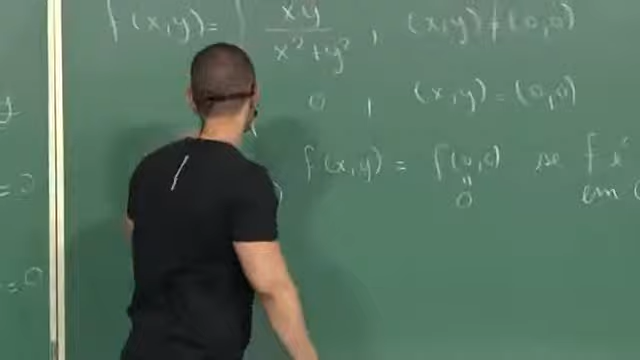 f(x,y) = { xy / x²+y² , (x,y) ≠ (0,0)
0 , (x,y) = (0,0)
f(x,y) = f(0,0) se f é
" 0 em
= 0
= 0